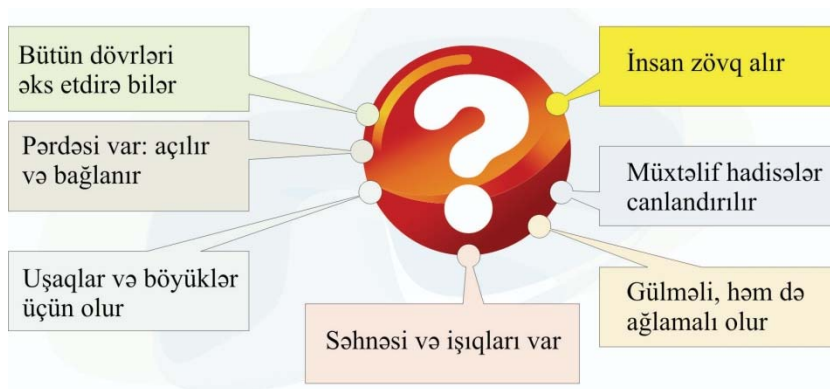 Bütün dövrləri
əks etdirə bilər
Pərdəsi var: açılır
və bağlanır
Uşaqlar və böyüklər
üçün olur
?
Səhnəsi və işıqları var
İnsan zövq alır
Müxtəlif hadisələr
canlandırılır
Gülməli, həm də
ağlamalı olur